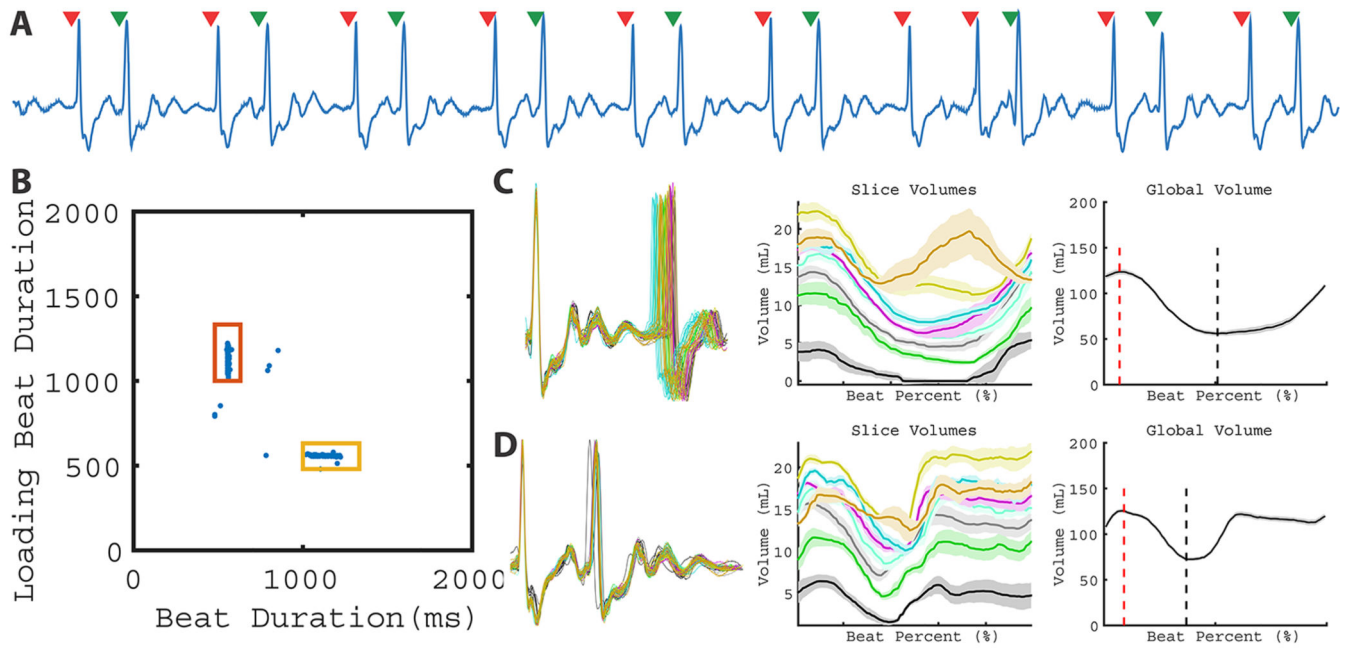 A
B
Loading Beat Duration
2000
1500
1000
500
0
0
1000
2000
Beat Duration(ms)
C
Slice Volumes
Volume (mL)
20
15
10
5
0
Beat Percent (%)
Global Volume
Volume (mL)
200
150
100
50
0
Beat Percent (%)
D
Slice Volumes
Volume (mL)
20
15
10
5
Beat Percent (%)
Global Volume
Volume (mL)
200
150
100
50
0
Beat Percent (%)